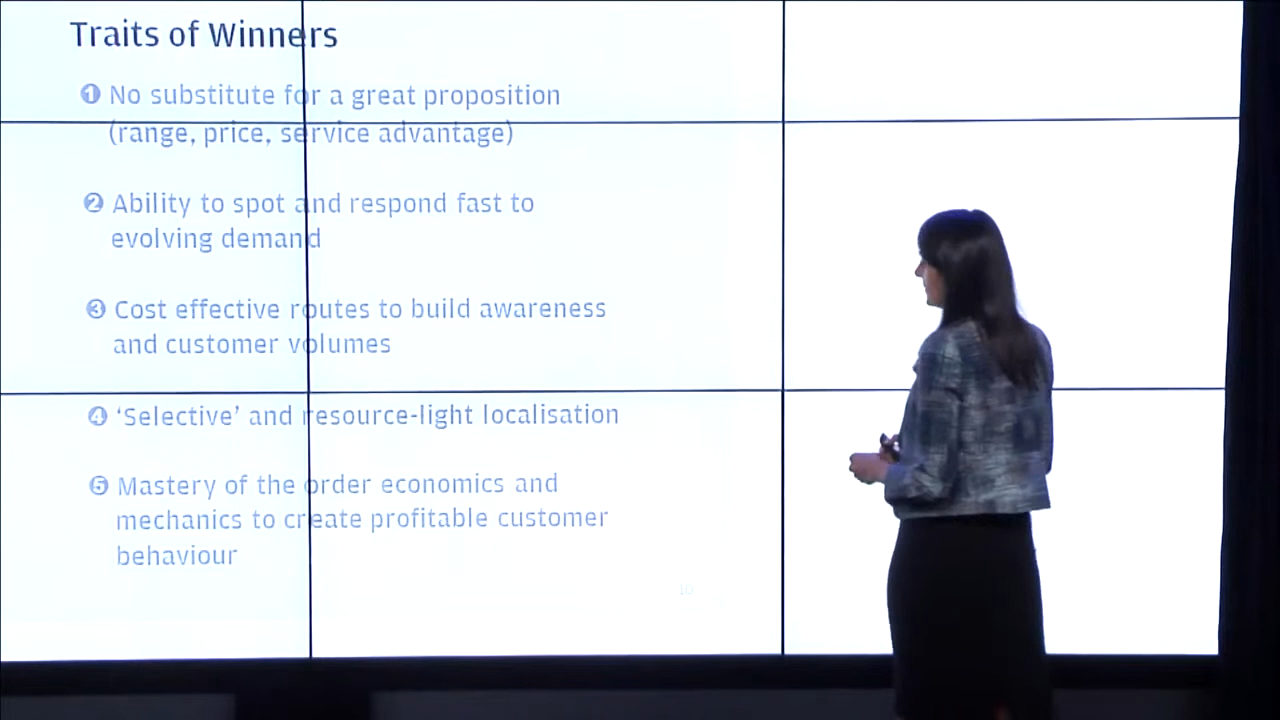 Traits of Winners
❶ No substitute for a great proposition
(range, price, service advantage)
❷ Ability to spot and respond fast to
evolving demand
❸ Cost effective routes to build awareness
and customer volumes
❹ ‘Selective’ and resource-light localisation
❺ Mastery of the order economics and
mechanics to create profitable customer
behaviour
10